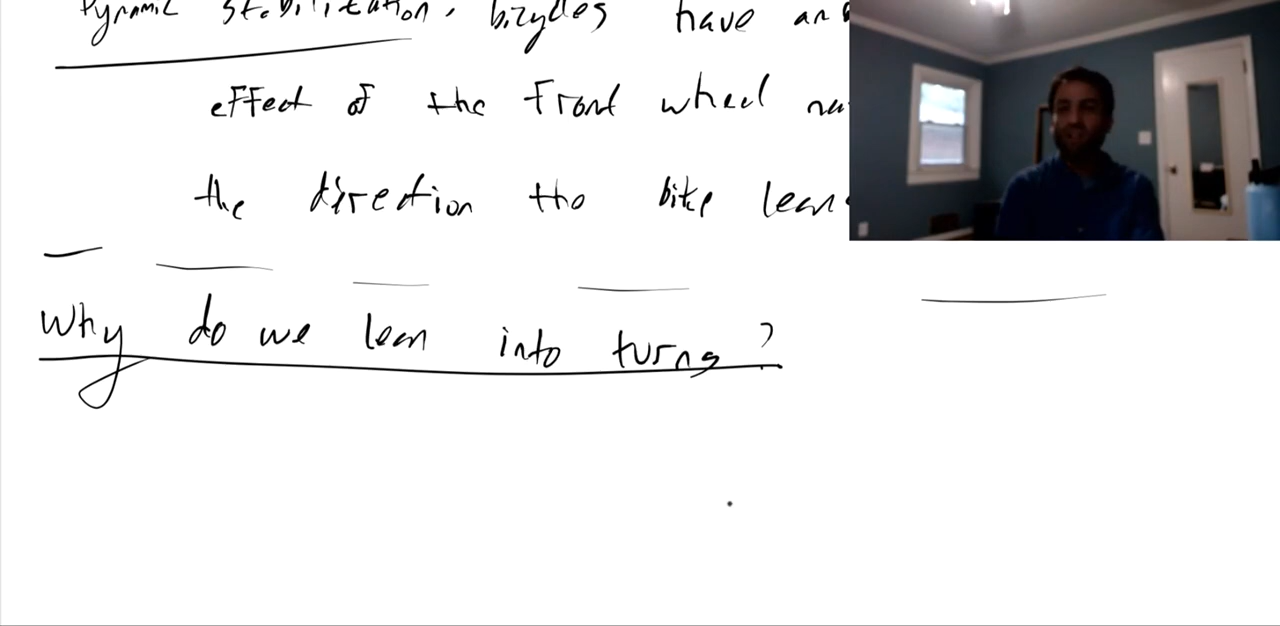 Dynamic Stabilization, bicycles have an
effect of the front wheel
the direction the bike lean
Why do we lean into turns?